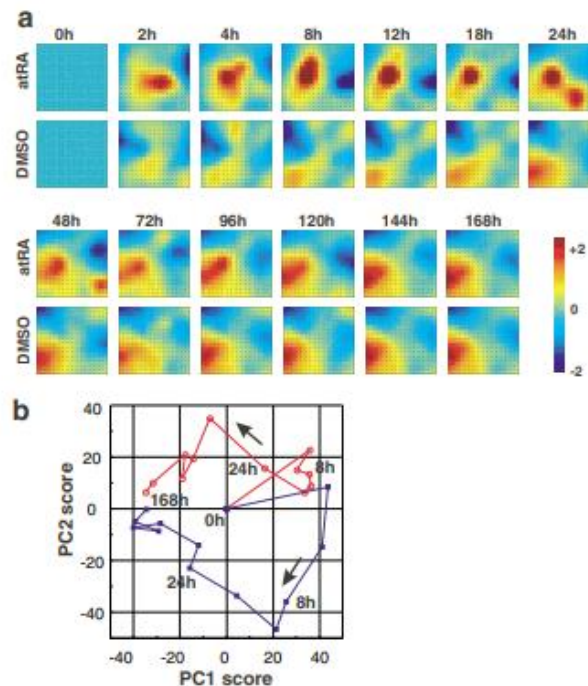 a
0h 2h 4h 8h 12h 18h 24h
atRA
DMSO
48h 72h 96h 120h 144h 168h
atRA
DMSO
+2
0
-2
b
40
20
0
-20
-40
PC2 score
24h
8h
168h
0h
24h
8h
-40 -20 0 20 40
PC1 score